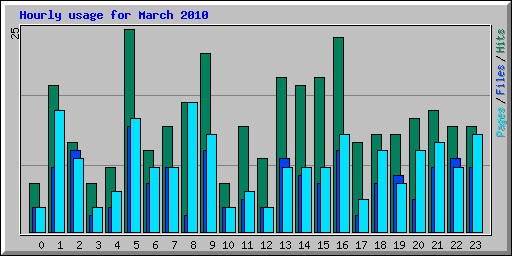 Hourly usage for March 2010
25
Pages/Files/Hits
0 1 2 3 4 5 6 7 8 9 10 11 12 13 14 15 16 17 18 19 20 21 22 23